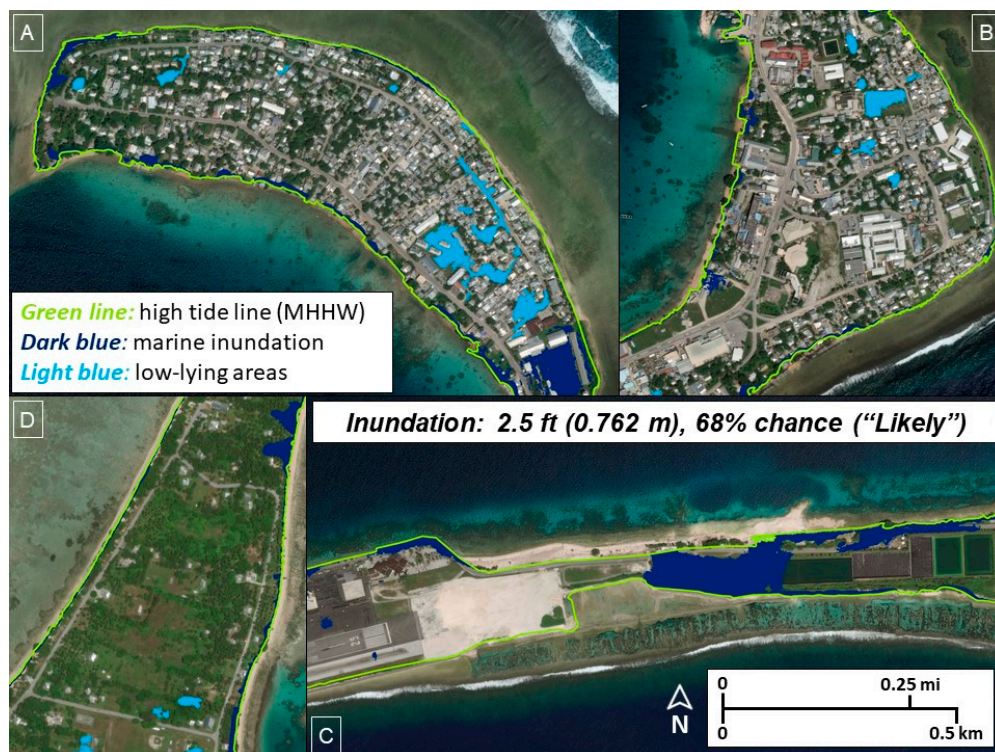 A
B
Green line: high tide line (MHHW)
Dark blue: marine inundation
Light blue: low-lying areas
D
Inundation: 2.5 ft (0.762 m), 68% chance (“Likely”)
0
0.25 mi
N
0
0.5 km
C